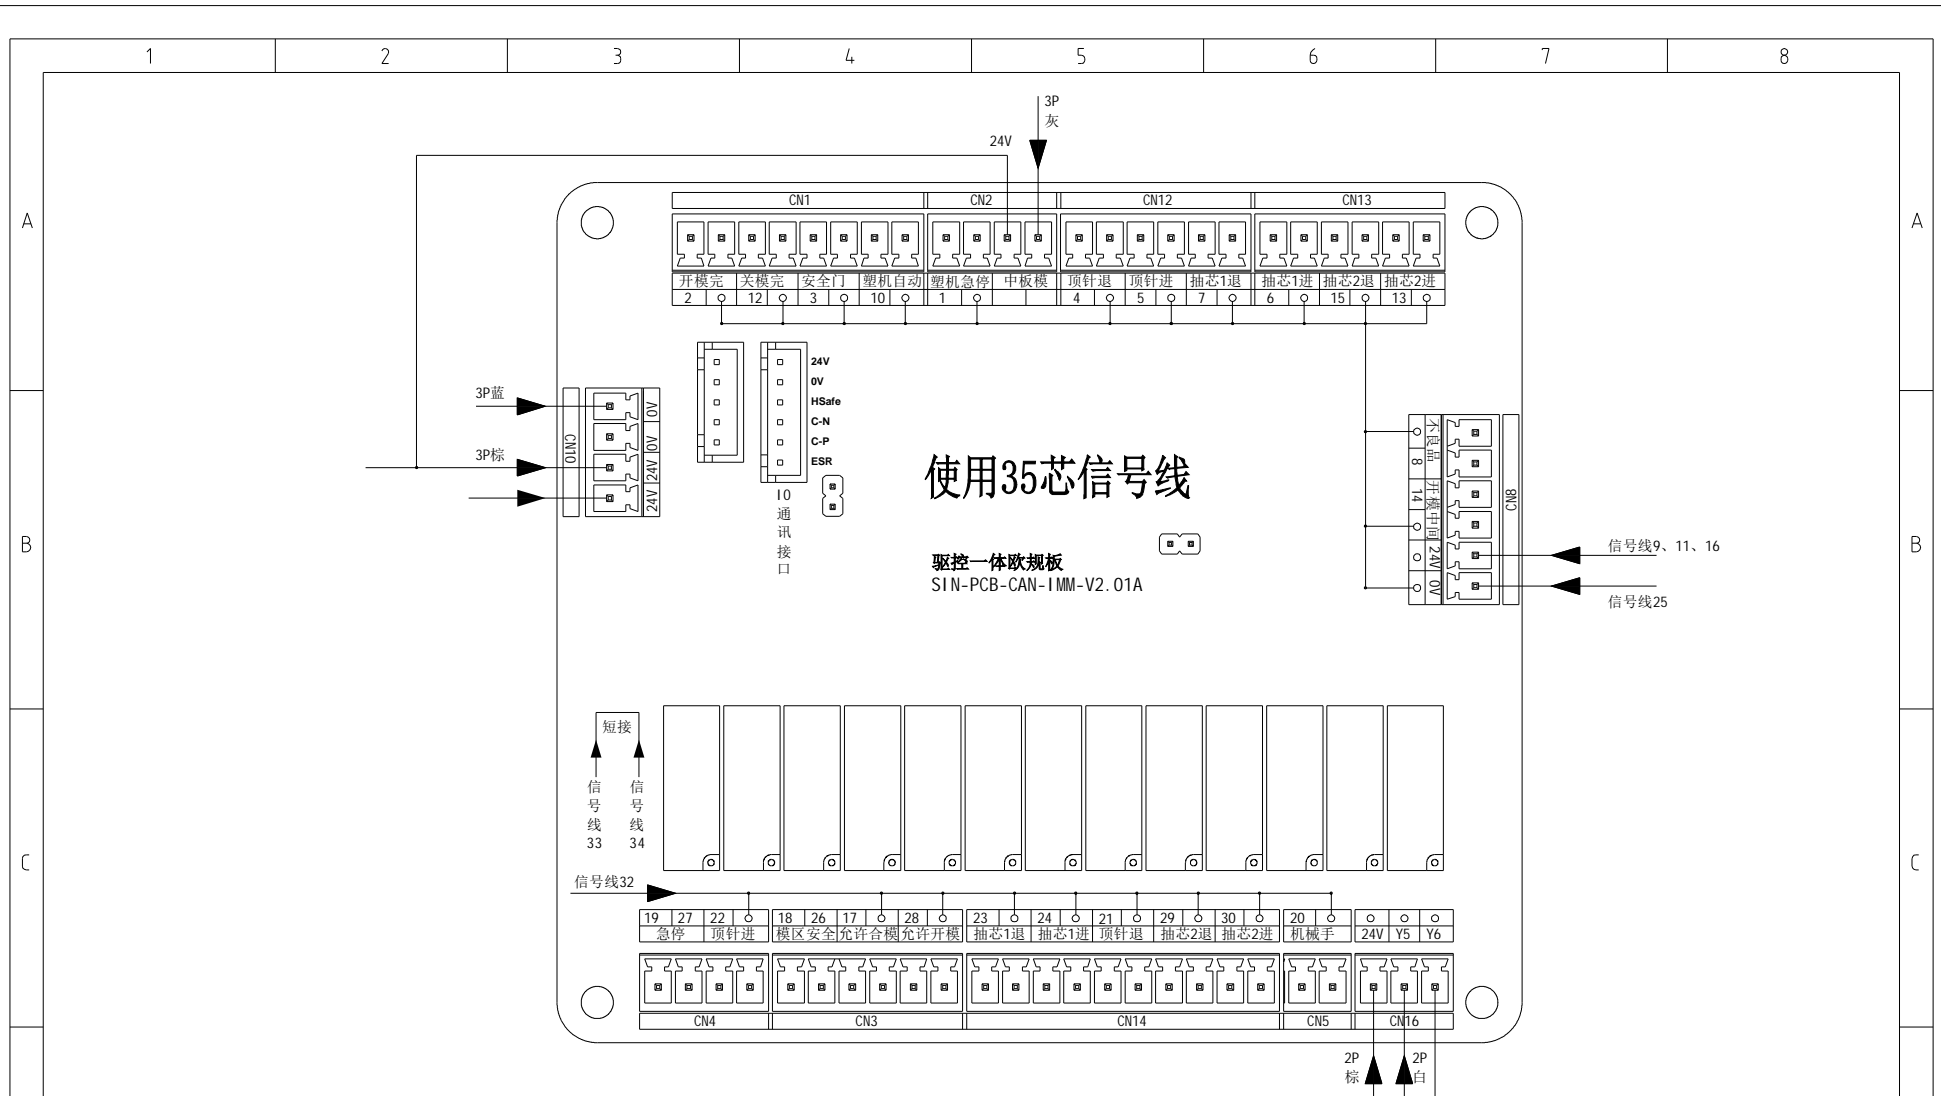 1 2 3 4 5 6 7 8
3P
灰
24V
A A
CN1 CN2 CN12 CN13
开模完 关模完 安全门 塑机自动 塑机急停 中板模 顶针退 顶针进 抽芯1退 抽芯1进 抽芯2退 抽芯2进
2 12 3 10 1 4 5 7 6 15 13
24V
0V
HSafe
C-N
C-P
ESR
IO
通
讯
接
口
3P蓝
3P棕
CN10
0V
0V
24V
24V
使用35芯信号线
驱控一体欧规板
SIN-PCB-CAN-IMM-V2.01A
不良品
8
14
开模中间
24V
0V
CN8
信号线9、11、16
信号线25
B B
短接
信
号
线
33
信
号
线
34
C C
信号线32
19 27 22 18 26 17 28 23 24 21 29 30 20
急停 顶针进 模区安全 允许合模 允许开模 抽芯1退 抽芯1进 顶针退 抽芯2退 抽芯2进 机械手 24V Y5 Y6
CN4 CN3 CN14 CN5 CN16
2P
棕
2P
白